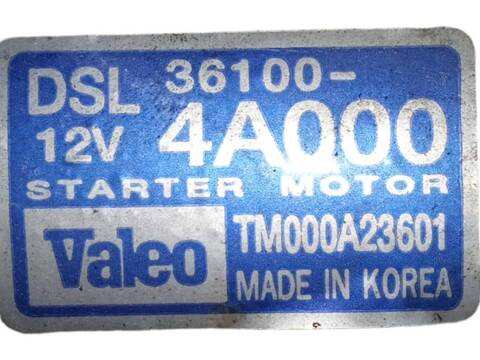 DSL 36100-
12V 4A000
STARTER MOTOR
Valeo TM000A23601
MADE IN KOREA